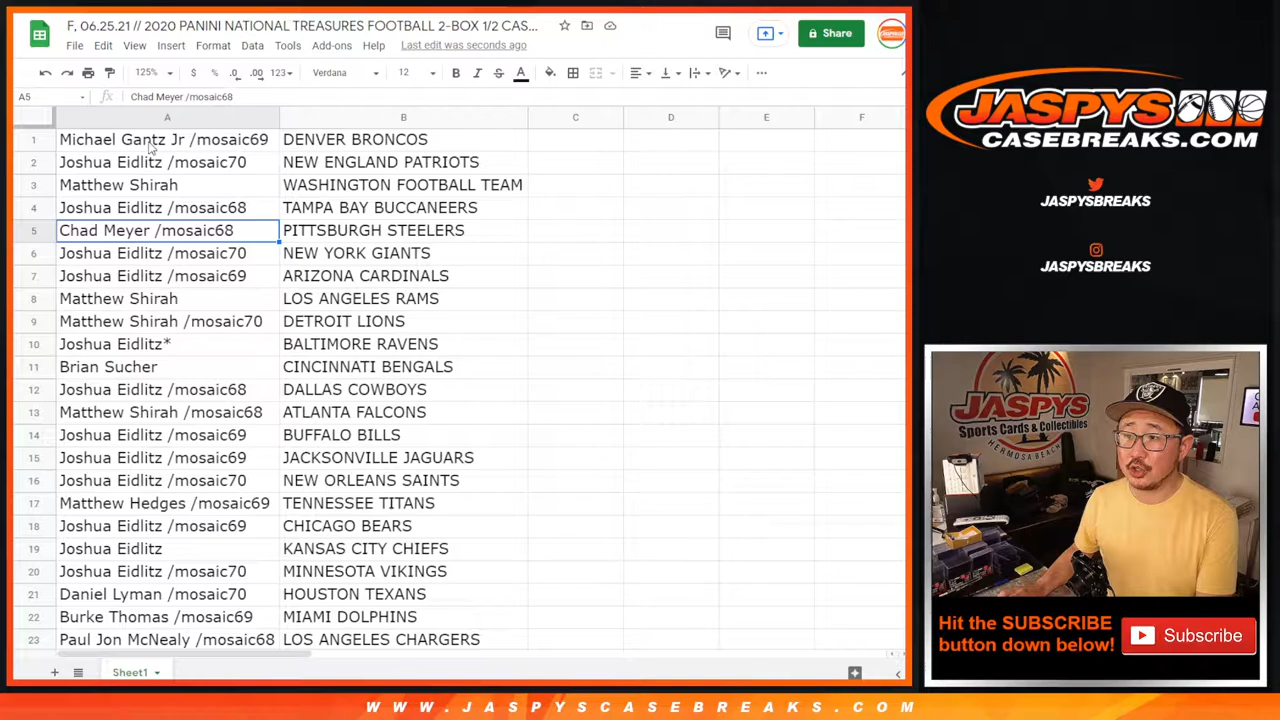 F, 06.25.21 // 2020 PANINI NATIONAL TREASURES FOOTBALL 2-BOX 1/2 CAS...
File Edit View Insert Format Data Tools Add-ons Help Last edit was seconds ago
Share
125% $ % .0 .00 123 Verdana 12 B I S A
A5 fx Chad Meyer /mosaic68
A B C D E F
1 Michael Gantz Jr /mosaic69 DENVER BRONCOS
2 Joshua Eidlitz /mosaic70 NEW ENGLAND PATRIOTS
3 Matthew Shirah WASHINGTON FOOTBALL TEAM
4 Joshua Eidlitz /mosaic68 TAMPA BAY BUCCANEERS
5 Chad Meyer /mosaic68 PITTSBURGH STEELERS
6 Joshua Eidlitz /mosaic70 NEW YORK GIANTS
7 Joshua Eidlitz /mosaic69 ARIZONA CARDINALS
8 Matthew Shirah LOS ANGELES RAMS
9 Matthew Shirah /mosaic70 DETROIT LIONS
10 Joshua Eidlitz* BALTIMORE RAVENS
11 Brian Sucher CINCINNATI BENGALS
12 Joshua Eidlitz /mosaic68 DALLAS COWBOYS
13 Matthew Shirah /mosaic68 ATLANTA FALCONS
14 Joshua Eidlitz /mosaic69 BUFFALO BILLS
15 Joshua Eidlitz /mosaic69 JACKSONVILLE JAGUARS
16 Joshua Eidlitz /mosaic70 NEW ORLEANS SAINTS
17 Matthew Hedges /mosaic69 TENNESSEE TITANS
18 Joshua Eidlitz /mosaic69 CHICAGO BEARS
19 Joshua Eidlitz KANSAS CITY CHIEFS
20 Joshua Eidlitz /mosaic70 MINNESOTA VIKINGS
21 Daniel Lyman /mosaic70 HOUSTON TEXANS
22 Burke Thomas /mosaic69 MIAMI DOLPHINS
23 Paul Jon McNealy /mosaic68 LOS ANGELES CHARGERS
Sheet1
JASPYS
CASEBREAKS.COM
JASPYSBREAKS
JASPYSBREAKS
JASPYS
Sports Cards & Collectibles
HERMOSA BEACH
Hit the SUBSCRIBE
button down below!
Subscribe
WWW.JASPYSCASEBREAKS.COM